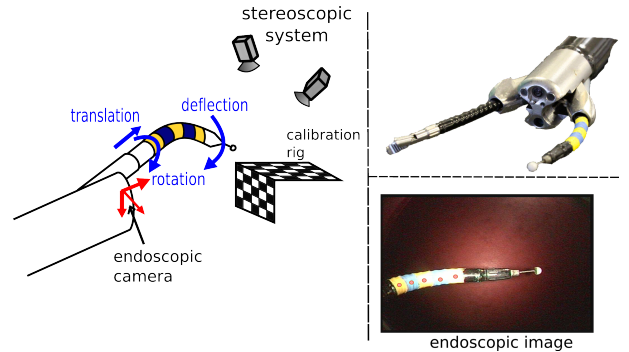 stereoscopic
system
translation
deflection
calibration
rig
rotation
endoscopic
camera
endoscopic image